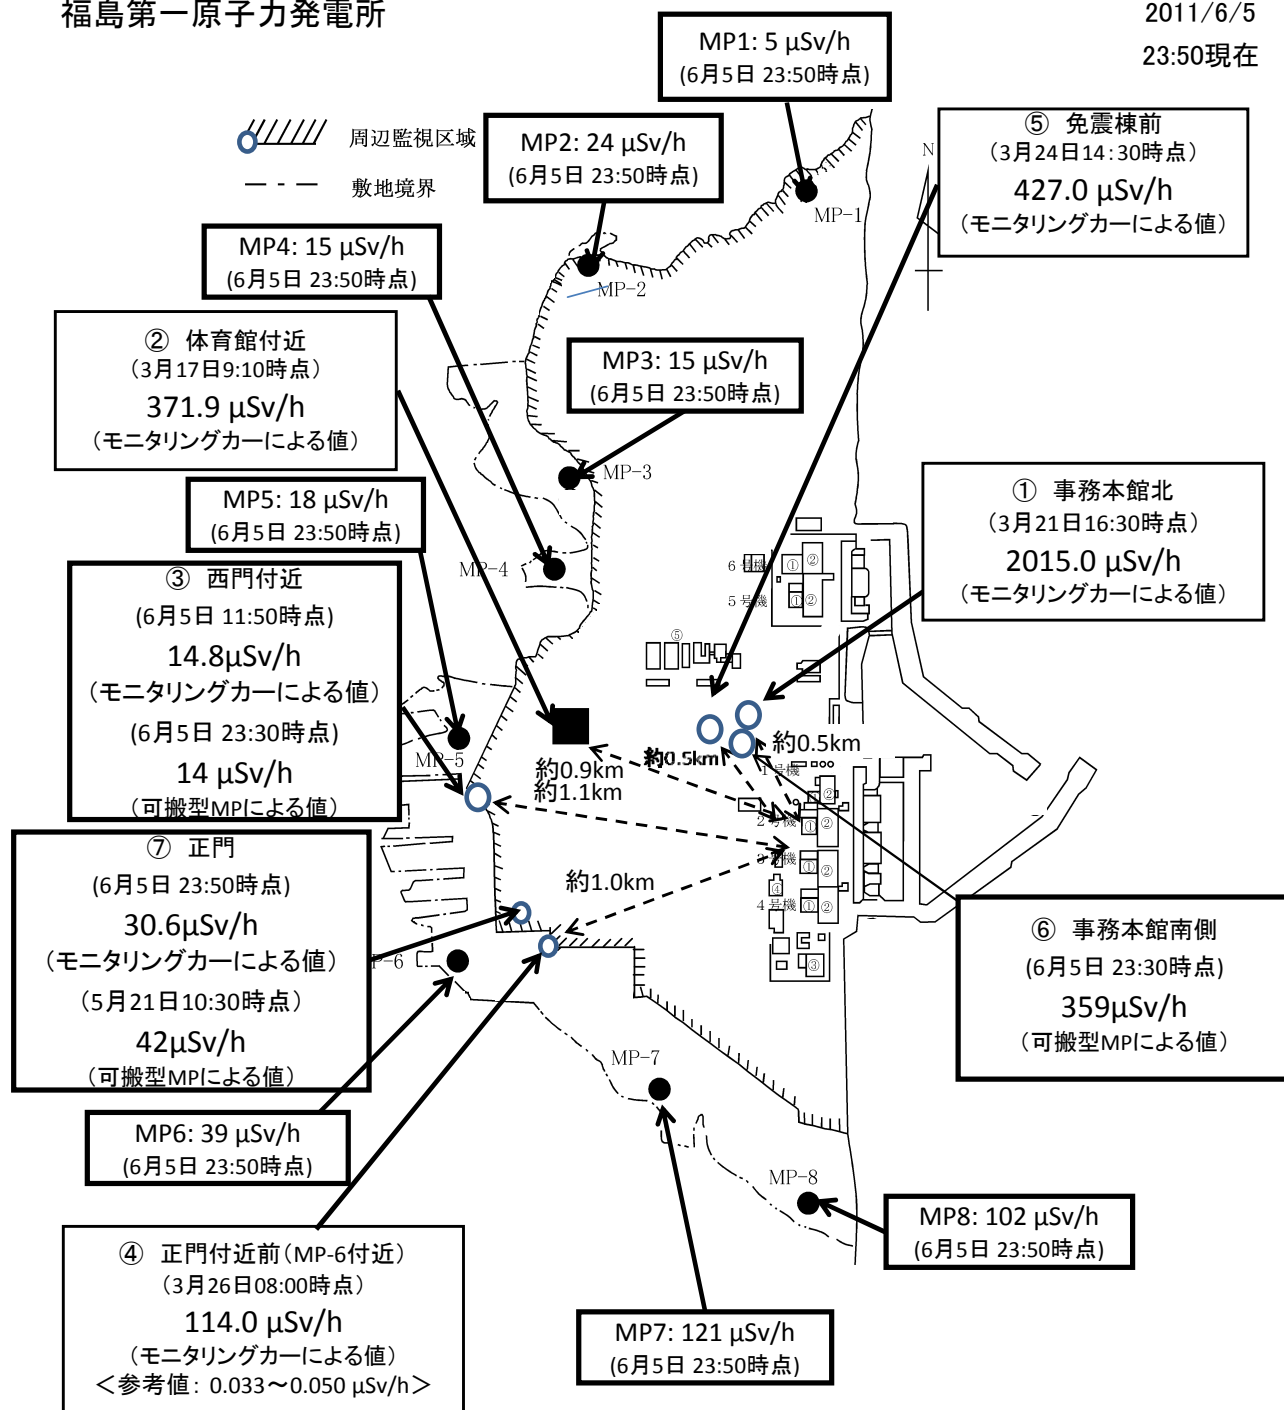 福島第一原子力発電所
2011/6/5
23:50現在
周辺監視区域
敷地境界
MP1: 5 μSv/h
(6月5日 23:50時点)
MP2: 24 μSv/h
(6月5日 23:50時点)
⑤ 免震棟前
(3月24日14:30時点)
427.0 μSv/h
(モニタリングカーによる値)
N
MP-1
MP4: 15 μSv/h
(6月5日 23:50時点)
MP-2
② 体育館付近
(3月17日9:10時点)
371.9 μSv/h
(モニタリングカーによる値)
MP3: 15 μSv/h
(6月5日 23:50時点)
MP-3
MP5: 18 μSv/h
(6月5日 23:50時点)
① 事務本館北
(3月21日16:30時点)
2015.0 μSv/h
(モニタリングカーによる値)
MP-4
6号機
①
②
5号機
①
②
⑤
③ 西門付近
(6月5日 11:50時点)
14.8μSv/h
(モニタリングカーによる値)
(6月5日 23:30時点)
14 μSv/h
(可搬型MPによる値)
MP-5
約0.9km
約1.1km
約0.5km
約0.5km
1号機
①
②
2号機
①
②
3号機
①
②
④
4号機
①
②
③
約1.0km
⑦ 正門
(6月5日 23:50時点)
30.6μSv/h
(モニタリングカーによる値)
(5月21日10:30時点)
42μSv/h
(可搬型MPによる値)
P-6
⑥ 事務本館南側
(6月5日 23:30時点)
359μSv/h
(可搬型MPによる値)
MP-7
MP6: 39 μSv/h
(6月5日 23:50時点)
MP-8
MP8: 102 μSv/h
(6月5日 23:50時点)
④ 正門付近前(MP-6付近)
(3月26日08:00時点)
114.0 μSv/h
(モニタリングカーによる値)
<参考値: 0.033~0.050 μSv/h>
MP7: 121 μSv/h
(6月5日 23:50時点)